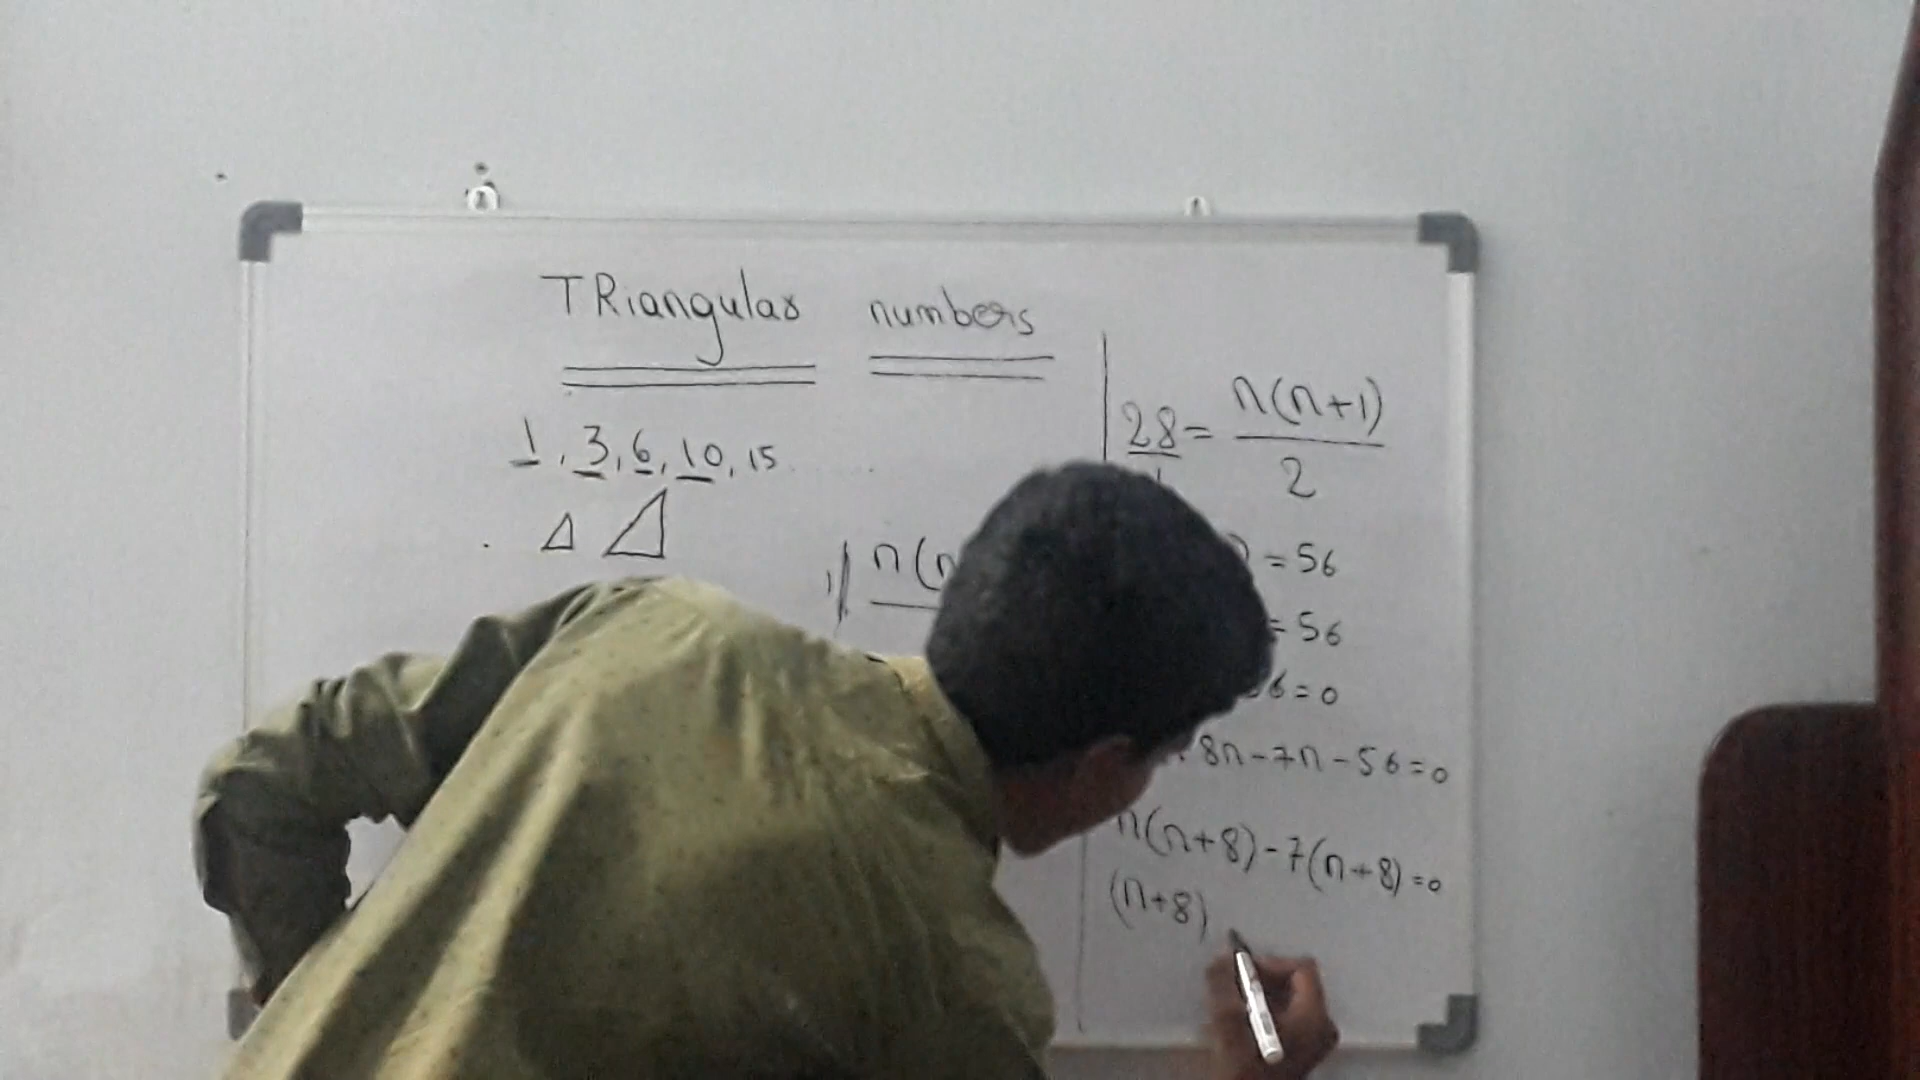 TRiangular numbers
1, 3, 6, 10, 15
n(n
28 = n(n+1)
2
= 56
= 56
6 = 0
8n - 7n - 56 = 0
n(n+8) - 7(n+8) = 0
(n+8)